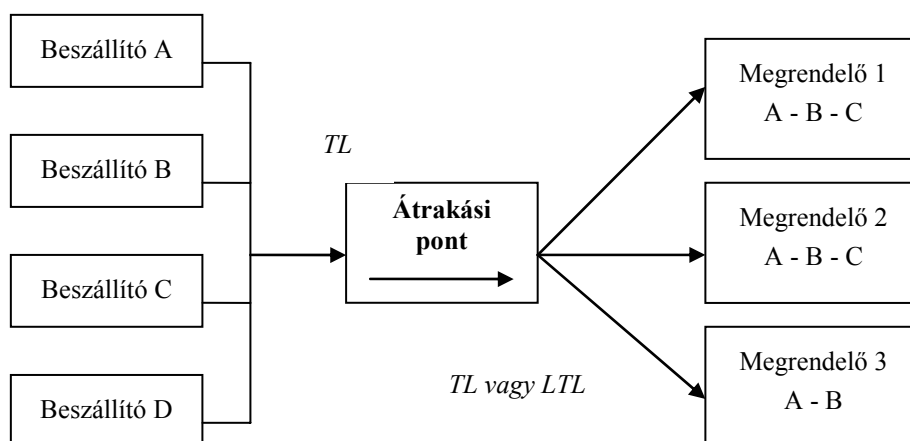 Beszállító A
Beszállító B
Beszállító C
Beszállító D
TL
Átrakási
pont
TL vagy LTL
Megrendelő 1
A - B - C
Megrendelő 2
A - B - C
Megrendelő 3
A - B